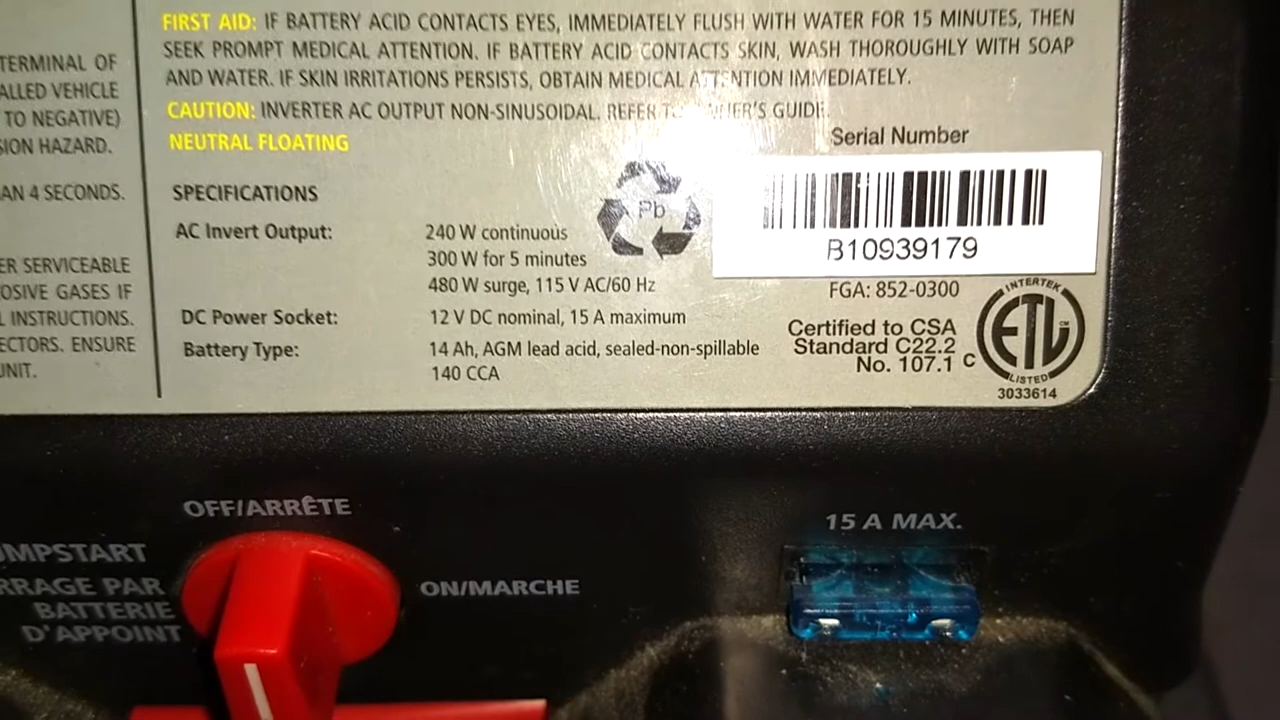 TERMINAL OF
ALLED VEHICLE
TO NEGATIVE)
SION HAZARD.
AN 4 SECONDS.
ER SERVICEABLE
OSIVE GASES IF
L INSTRUCTIONS.
ECTORS. ENSURE
UNIT.
FIRST AID: IF BATTERY ACID CONTACTS EYES, IMMEDIATELY FLUSH WITH WATER FOR 15 MINUTES, THEN
SEEK PROMPT MEDICAL ATTENTION. IF BATTERY ACID CONTACTS SKIN, WASH THOROUGHLY WITH SOAP
AND WATER. IF SKIN IRRITATIONS PERSISTS, OBTAIN MEDICAL ATTENTION IMMEDIATELY.
CAUTION: INVERTER AC OUTPUT NON-SINUSOIDAL. REFER GUIDE.
NEUTRAL FLOATING
SPECIFICATIONS
AC Invert Output: 240 W continuous
300 W for 5 minutes
480 W surge, 115 V AC/60 Hz
DC Power Socket: 12 V DC nominal, 15 A maximum
Battery Type: 14 Ah, AGM lead acid, sealed-non-spillable
140 CCA
Pb
Serial Number
B10939179
FGA: 852-0300
Certified to CSA
Standard C22.2
No. 107.1
C
INTERTEK
ETL
CM
LISTED
3033614
OFF/ARRÊTE
UMPSTART
RRAGE PAR
BATTERIE
D'APPOINT
ON/MARCHE
15 A MAX.
15